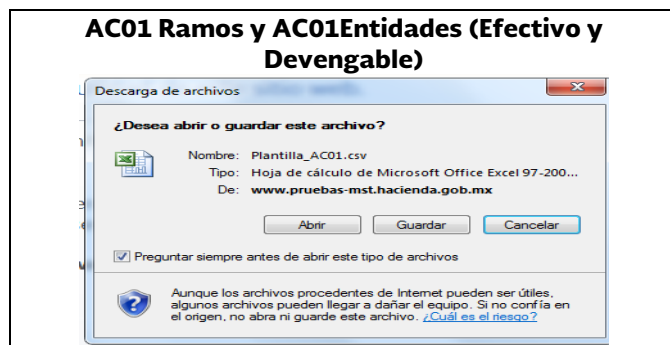 AC01 Ramos y AC01Entidades (Efectivo y
Devengable)
Descarga de archivos
¿Desea abrir o guardar este archivo?
Nombre: Plantilla_AC01.csv
Tipo: Hoja de cálculo de Microsoft Office Excel 97-200...
De: www.pruebas-mst.hacienda.gob.mx
Abrir Guardar Cancelar
Preguntar siempre antes de abrir este tipo de archivos
Aunque los archivos procedentes de Internet pueden ser útiles,
algunos archivos pueden llegar a dañar el equipo. Si no confía en
el origen, no abra ni guarde este archivo. ¿Cuál es el riesgo?